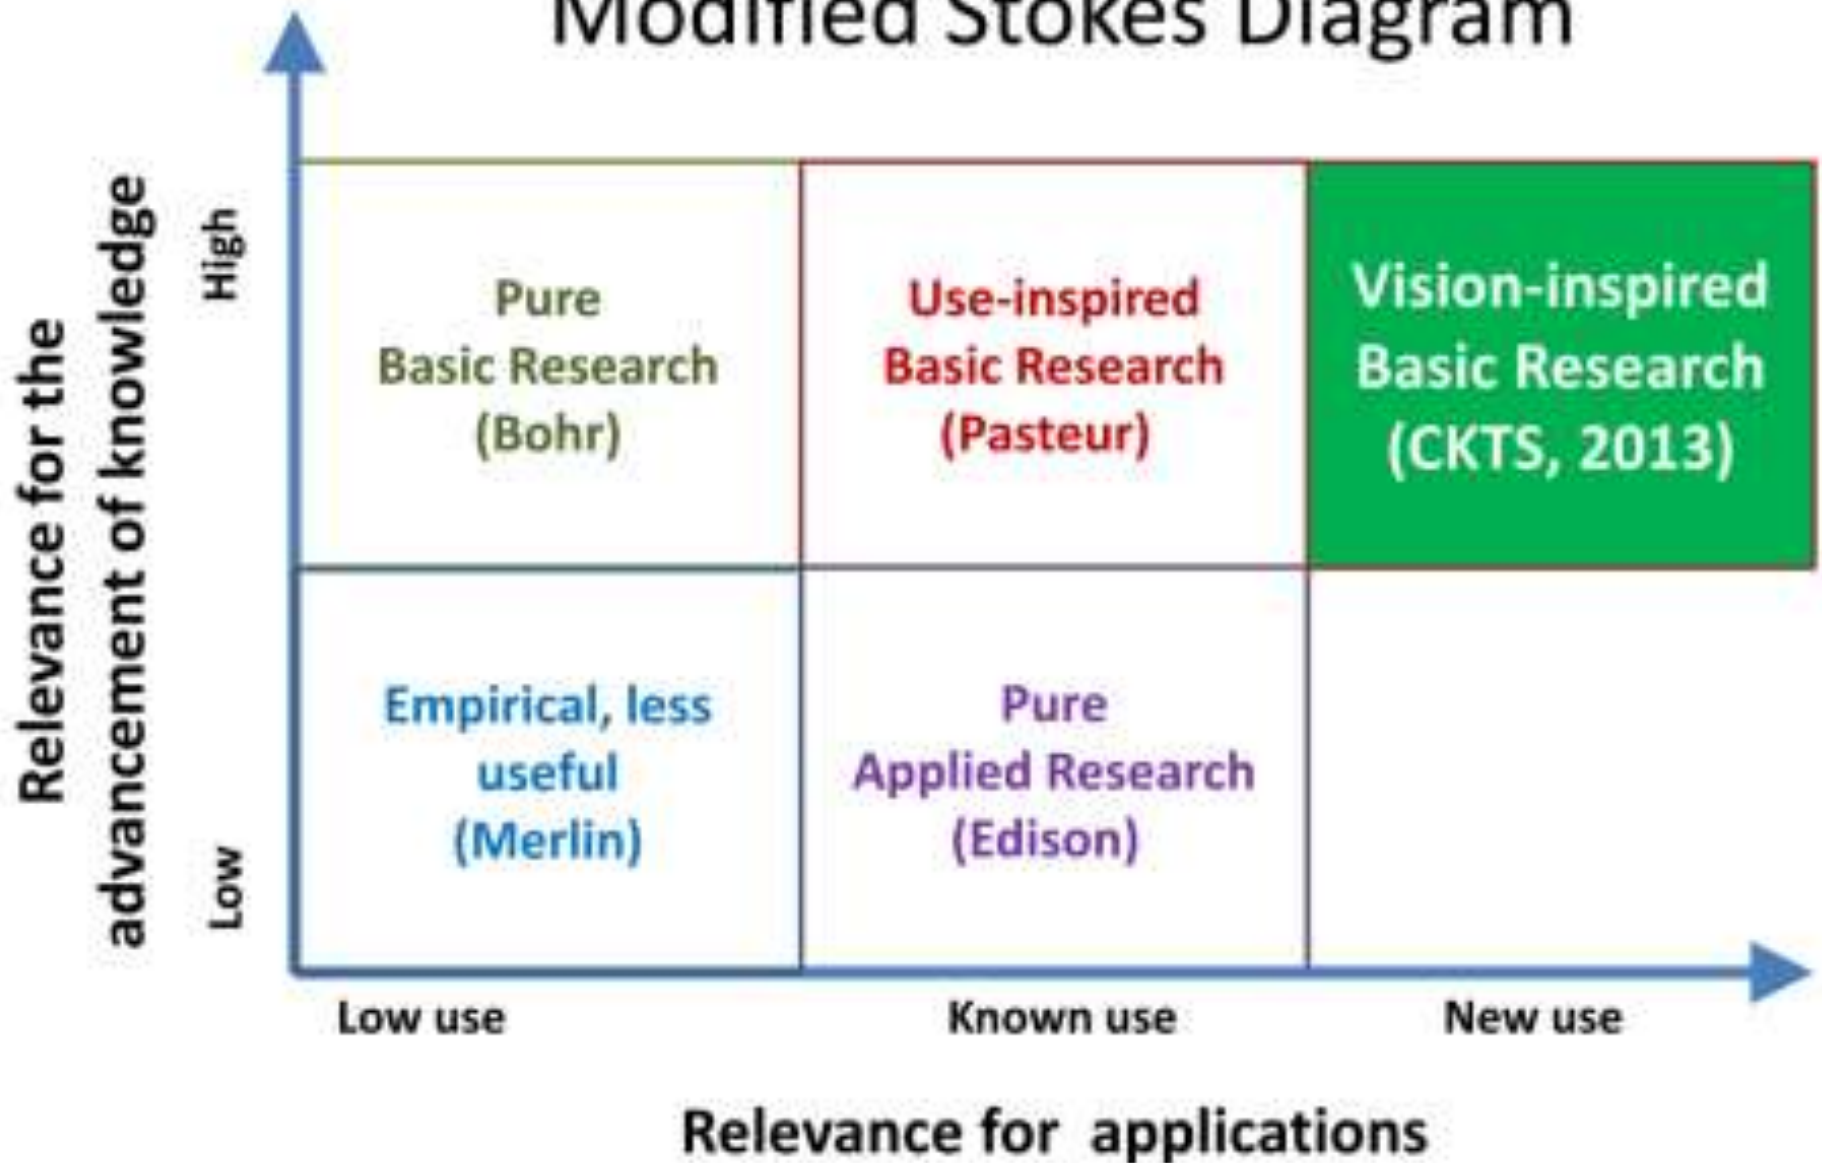 Modified Stokes Diagram
Relevance for the
advancement of knowledge
High
Low
Pure
Basic Research
(Bohr)
Use-inspired
Basic Research
(Pasteur)
Vision-inspired
Basic Research
(CKTS, 2013)
Empirical, less
useful
(Merlin)
Pure
Applied Research
(Edison)
Low use
Known use
New use
Relevance for applications